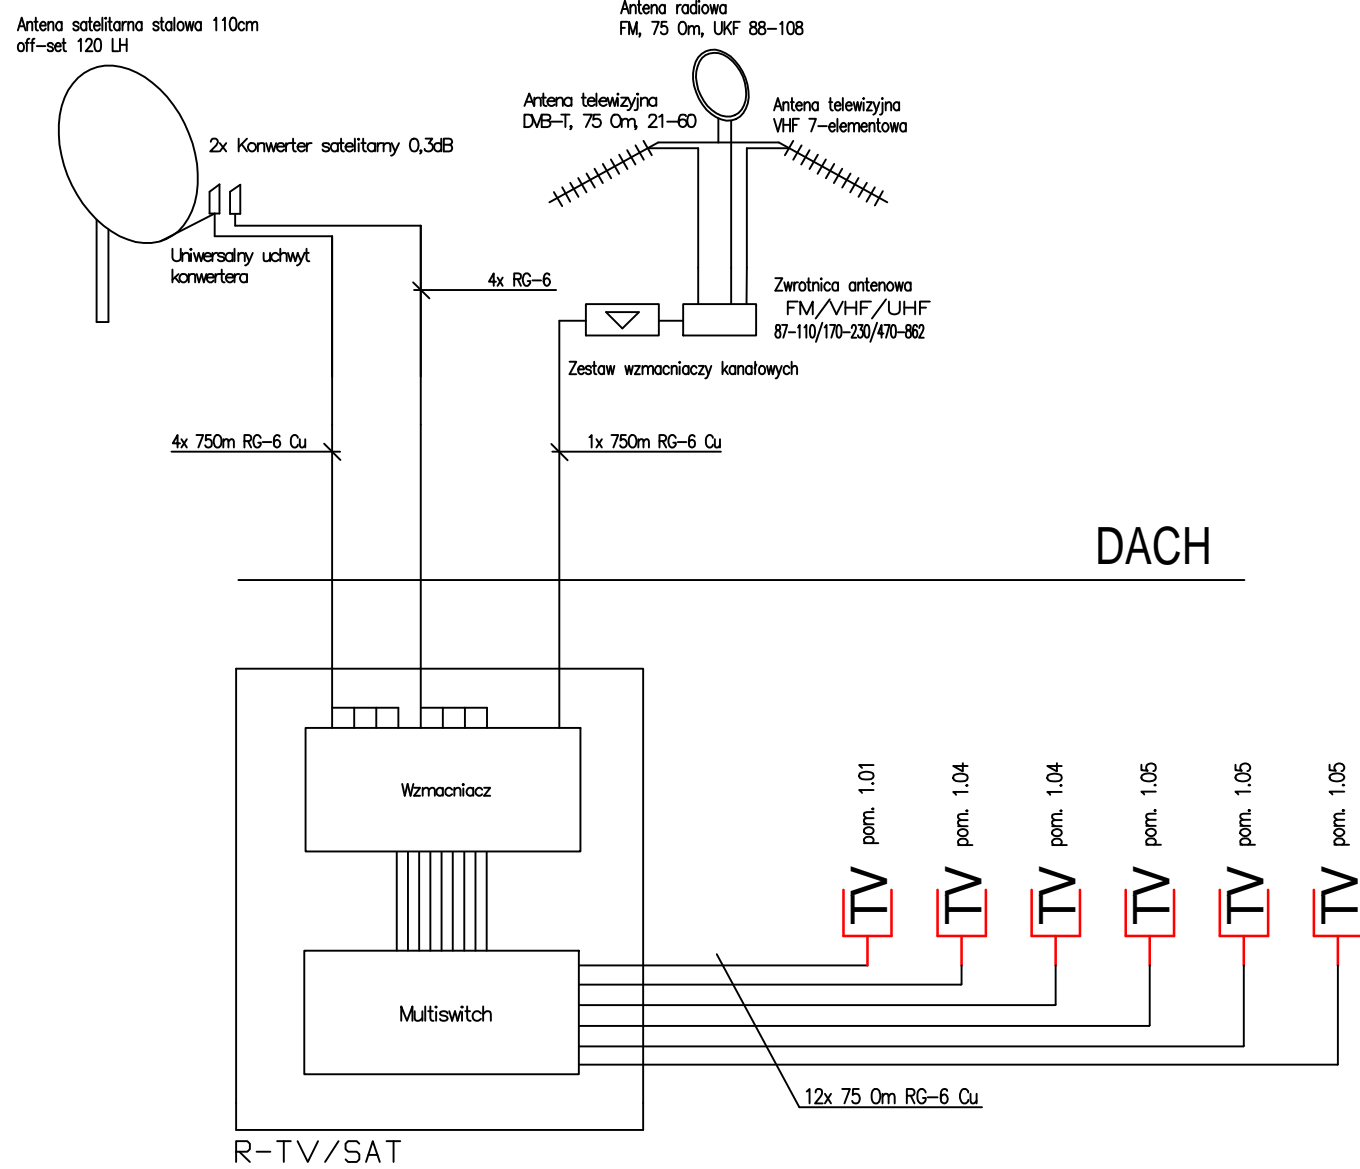 Antena satelitarna stalowa 110cm
off-set 120 LH
Antena radiowa
FM, 75 Om, UKF 88-108
Antena telewizyjna
DVB-T, 75 Om, 21-60
Antena telewizyjna
VHF 7-elementowa
2x Konwerter satelitarny 0,3dB
Uniwersalny uchwyt
konwertera
4x RG-6
Zwrotnica antenowa
FM/VHF/UHF
87-110/170-230/470-862
Zestaw wzmacniaczy kanałowych
4x 75Om RG-6 Cu
1x 75Om RG-6 Cu
DACH
Wzmacniacz
Multiswitch
pom. 1.01
pom. 1.04
pom. 1.04
pom. 1.05
pom. 1.05
pom. 1.05
TV
TV
TV
TV
TV
TV
12x 75 Om RG-6 Cu
R-TV/SAT